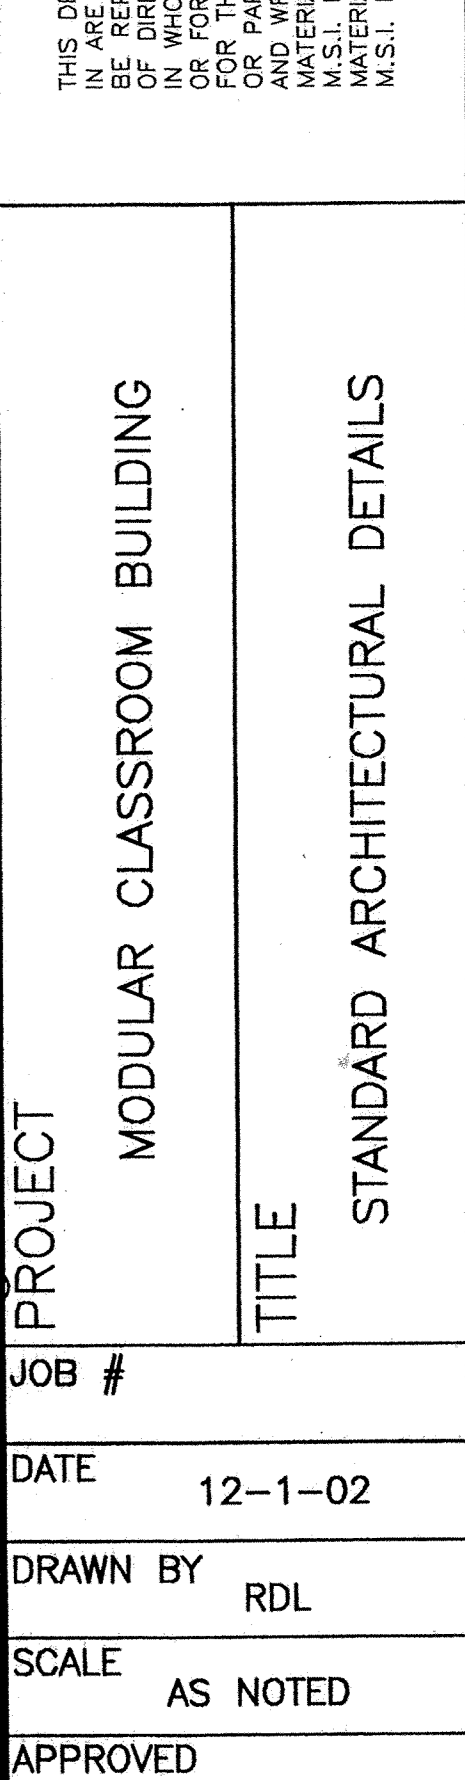 THIS
IN ARE
BE
OF
IN
OR FOR
FOR
OR
AND
M.S.I.
M.S.I.
PROJECT
MODULAR CLASSROOM BUILDING
TITLE
STANDARD ARCHITECTURAL DETAILS
JOB #
DATE
12-1-02
DRAWN BY
RDL
SCALE
AS NOTED
APPROVED